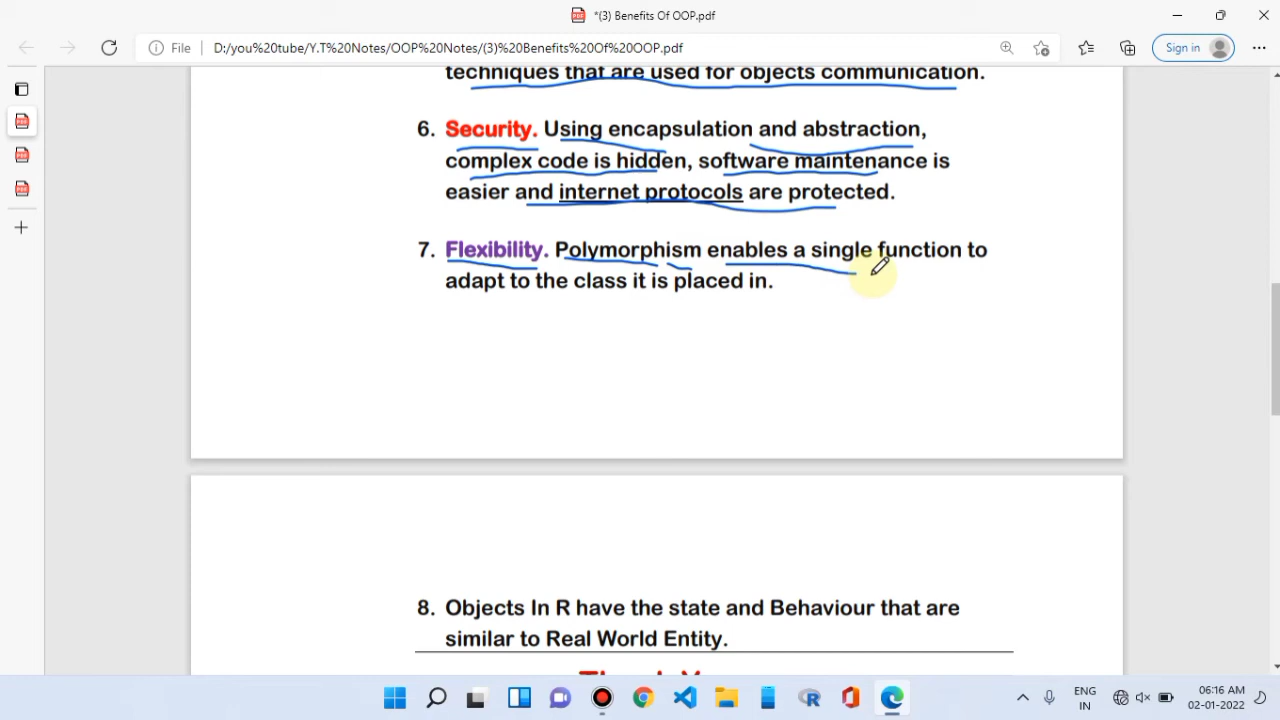 *(3) Benefits Of OOP.pdf
File D:/you%20tube/Y.T%20Notes/OOP%20Notes/(3)%20Benefits%20Of%20OOP.pdf
Sign in
techniques that are used for objects communication.
6. Security. Using encapsulation and abstraction,
complex code is hidden, software maintenance is
easier and internet protocols are protected.
7. Flexibility. Polymorphism enables a single function to
adapt to the class it is placed in.
8. Objects In R have the state and Behaviour that are
similar to Real World Entity.
ENG
IN
06:16 AM
02-01-2022